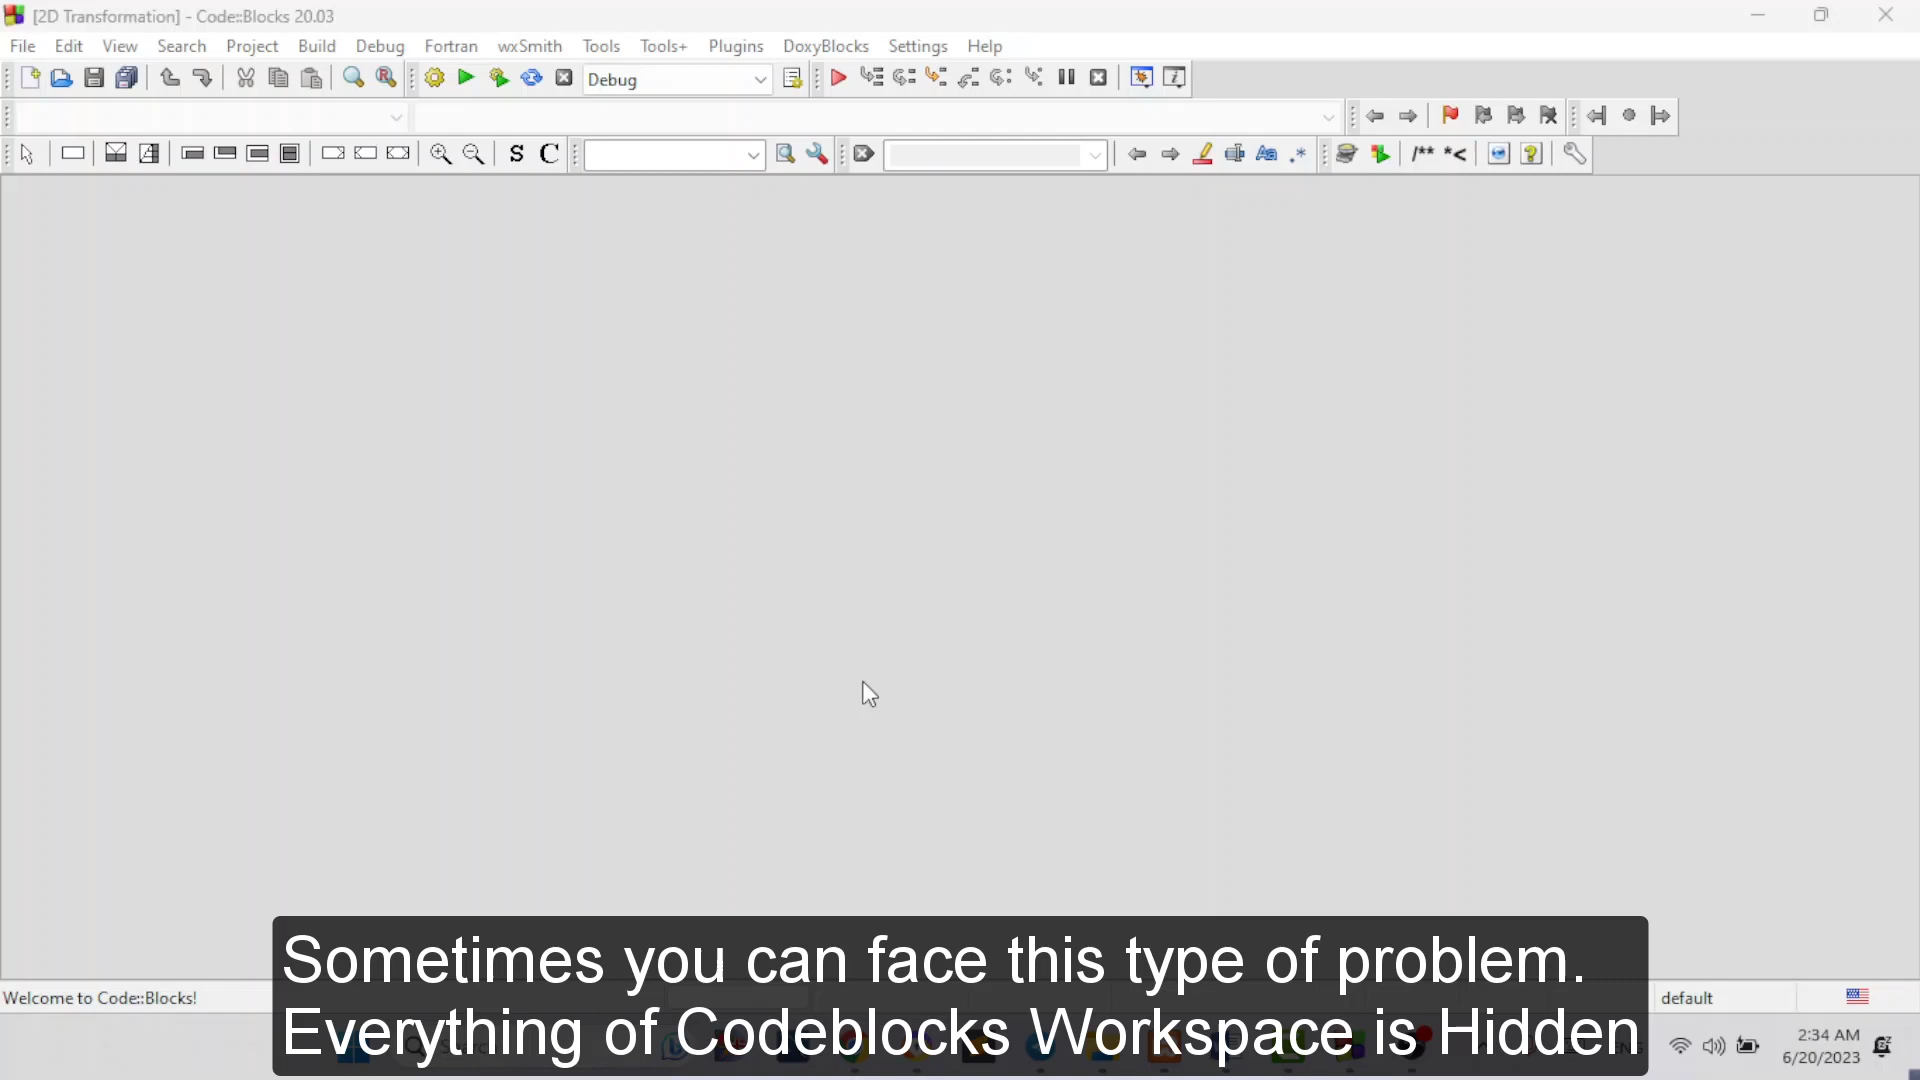 [2D Transformation] - Code::Blocks 20.03
File Edit View Search Project Build Debug Fortran wxSmith Tools Tools+ Plugins DoxyBlocks Settings Help
Debug
S C Aa .* /** *<
Welcome to Code::Blocks!
default
Sometimes you can face this type of problem.
Everything of Codeblocks Workspace is Hidden
2:34 AM
6/20/2023